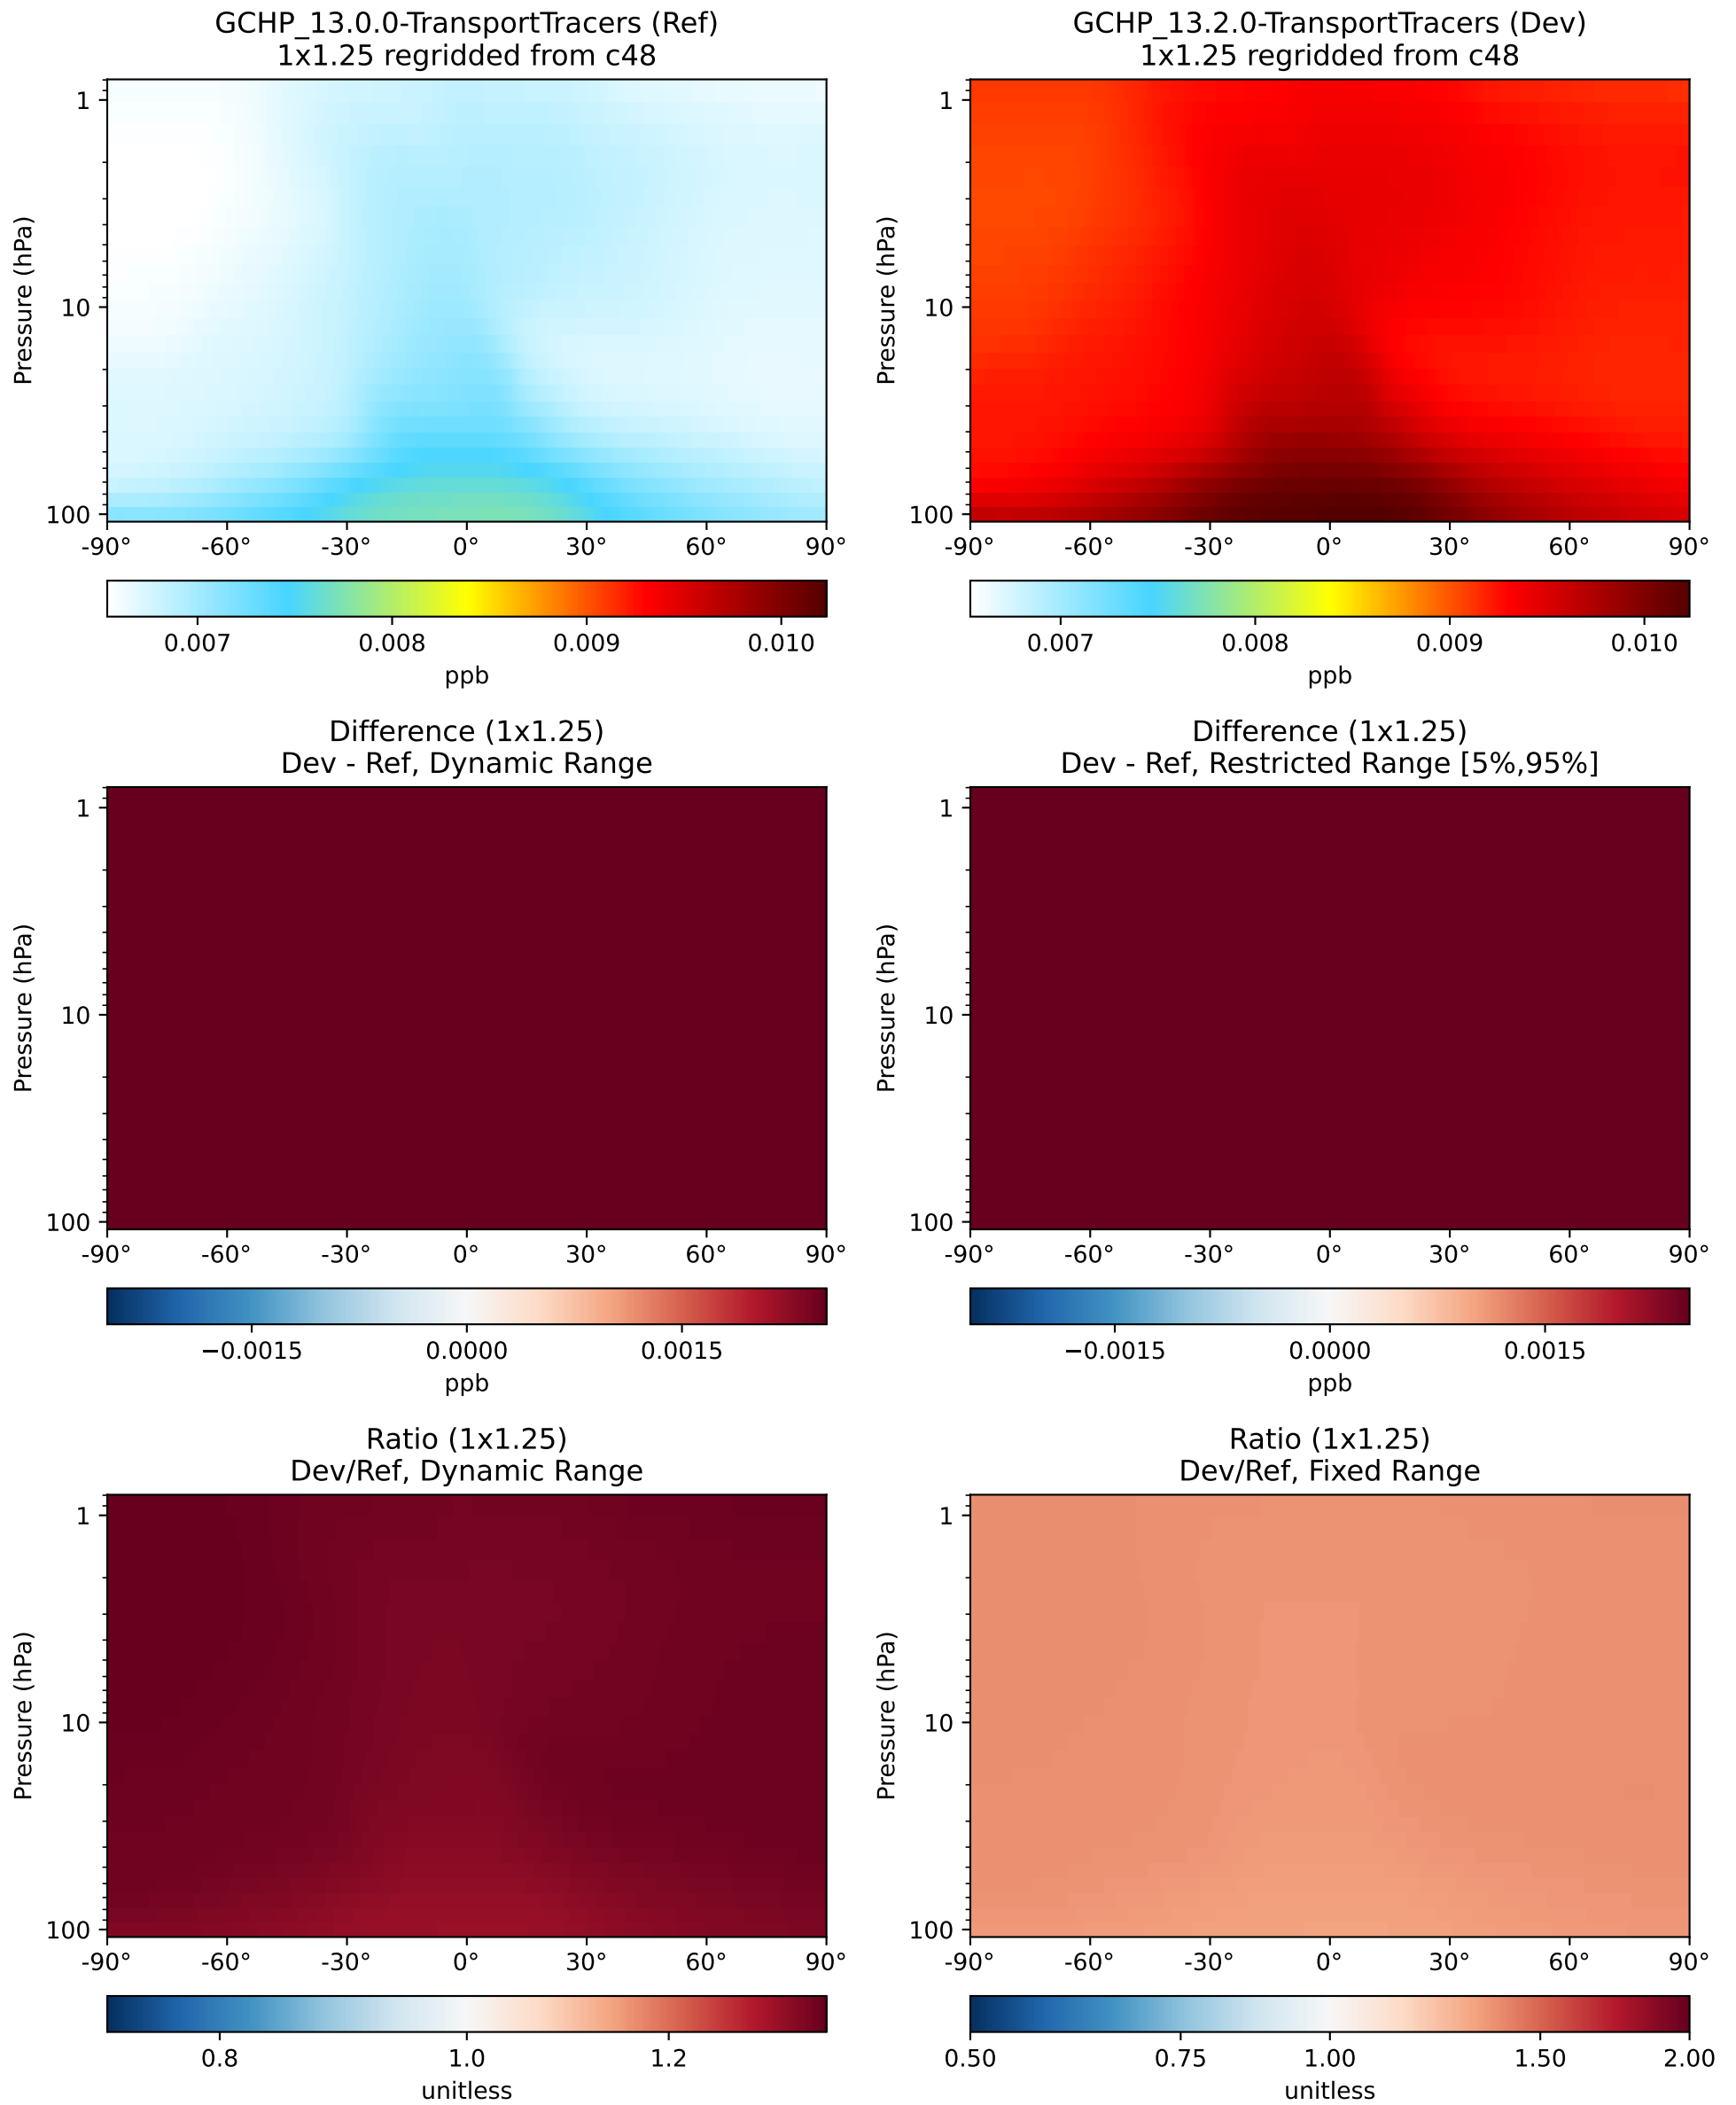 GCHP_13.0.0-TransportTracers (Ref)
1x1.25 regridded from c48
Pressure (hPa)
1
10
100
-90° -60° -30° 0° 30° 60° 90°
0.007 0.008 0.009 0.010
ppb
GCHP_13.2.0-TransportTracers (Dev)
1x1.25 regridded from c48
Pressure (hPa)
1
10
100
-90° -60° -30° 0° 30° 60° 90°
0.007 0.008 0.009 0.010
ppb
Difference (1x1.25)
Dev - Ref, Dynamic Range
Pressure (hPa)
1
10
100
-90° -60° -30° 0° 30° 60° 90°
−0.0015 0.0000 0.0015
ppb
Difference (1x1.25)
Dev - Ref, Restricted Range [5%,95%]
Pressure (hPa)
1
10
100
-90° -60° -30° 0° 30° 60° 90°
−0.0015 0.0000 0.0015
ppb
Ratio (1x1.25)
Dev/Ref, Dynamic Range
Pressure (hPa)
1
10
100
-90° -60° -30° 0° 30° 60° 90°
0.8 1.0 1.2
unitless
Ratio (1x1.25)
Dev/Ref, Fixed Range
Pressure (hPa)
1
10
100
-90° -60° -30° 0° 30° 60° 90°
0.50 0.75 1.00 1.50 2.00
unitless